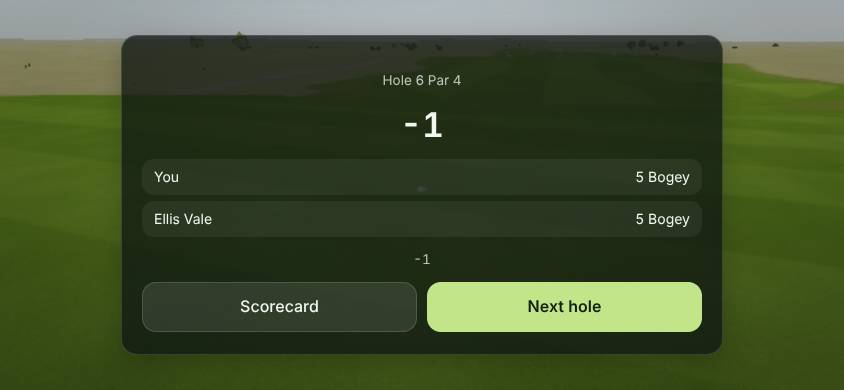 Hole 6 Par 4
-1
You 5 Bogey
Ellis Vale 5 Bogey
-1
Scorecard Next hole